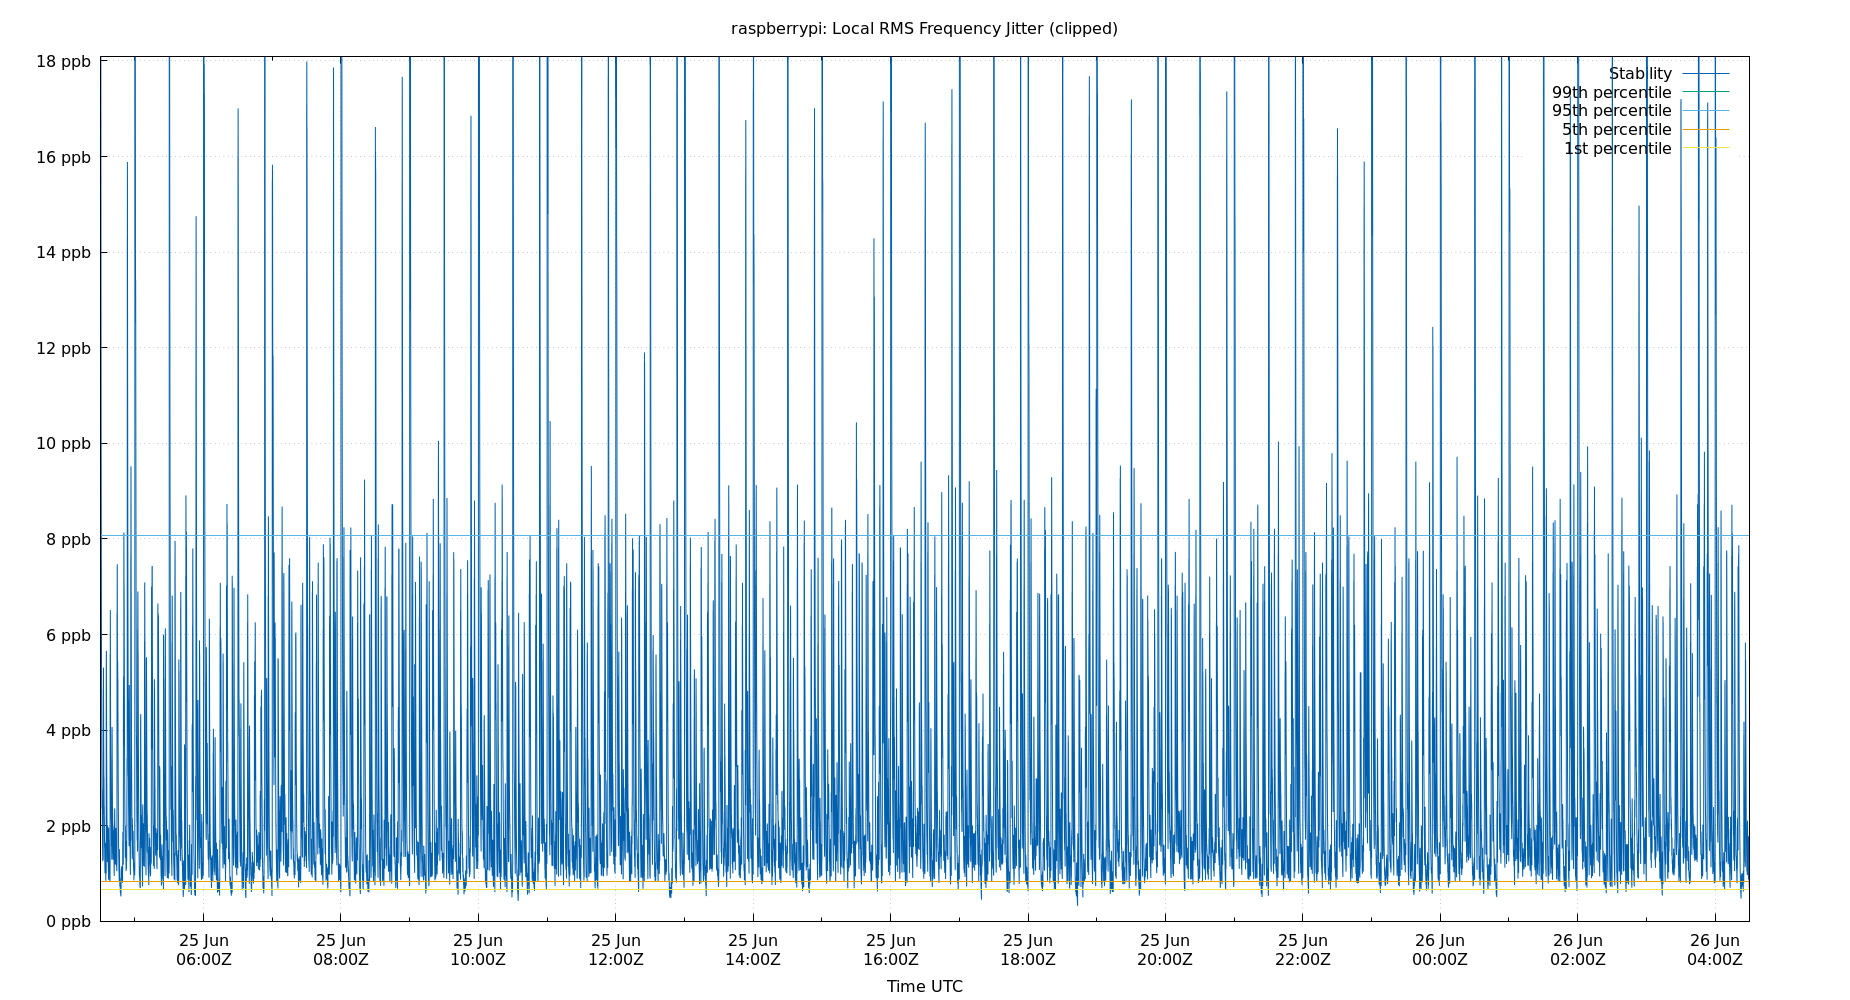 raspberrypi: Local RMS Frequency Jitter (clipped)
18 ppb
16 ppb
14 ppb
12 ppb
10 ppb
8 ppb
6 ppb
4 ppb
2 ppb
0 ppb
Stability
99th percentile
95th percentile
5th percentile
1st percentile
25 Jun 25 Jun 25 Jun 25 Jun 25 Jun 25 Jun 25 Jun 25 Jun 25 Jun 26 Jun 26 Jun 26 Jun
06:00Z 08:00Z 10:00Z 12:00Z 14:00Z 16:00Z 18:00Z 20:00Z 22:00Z 00:00Z 02:00Z 04:00Z
Time UTC